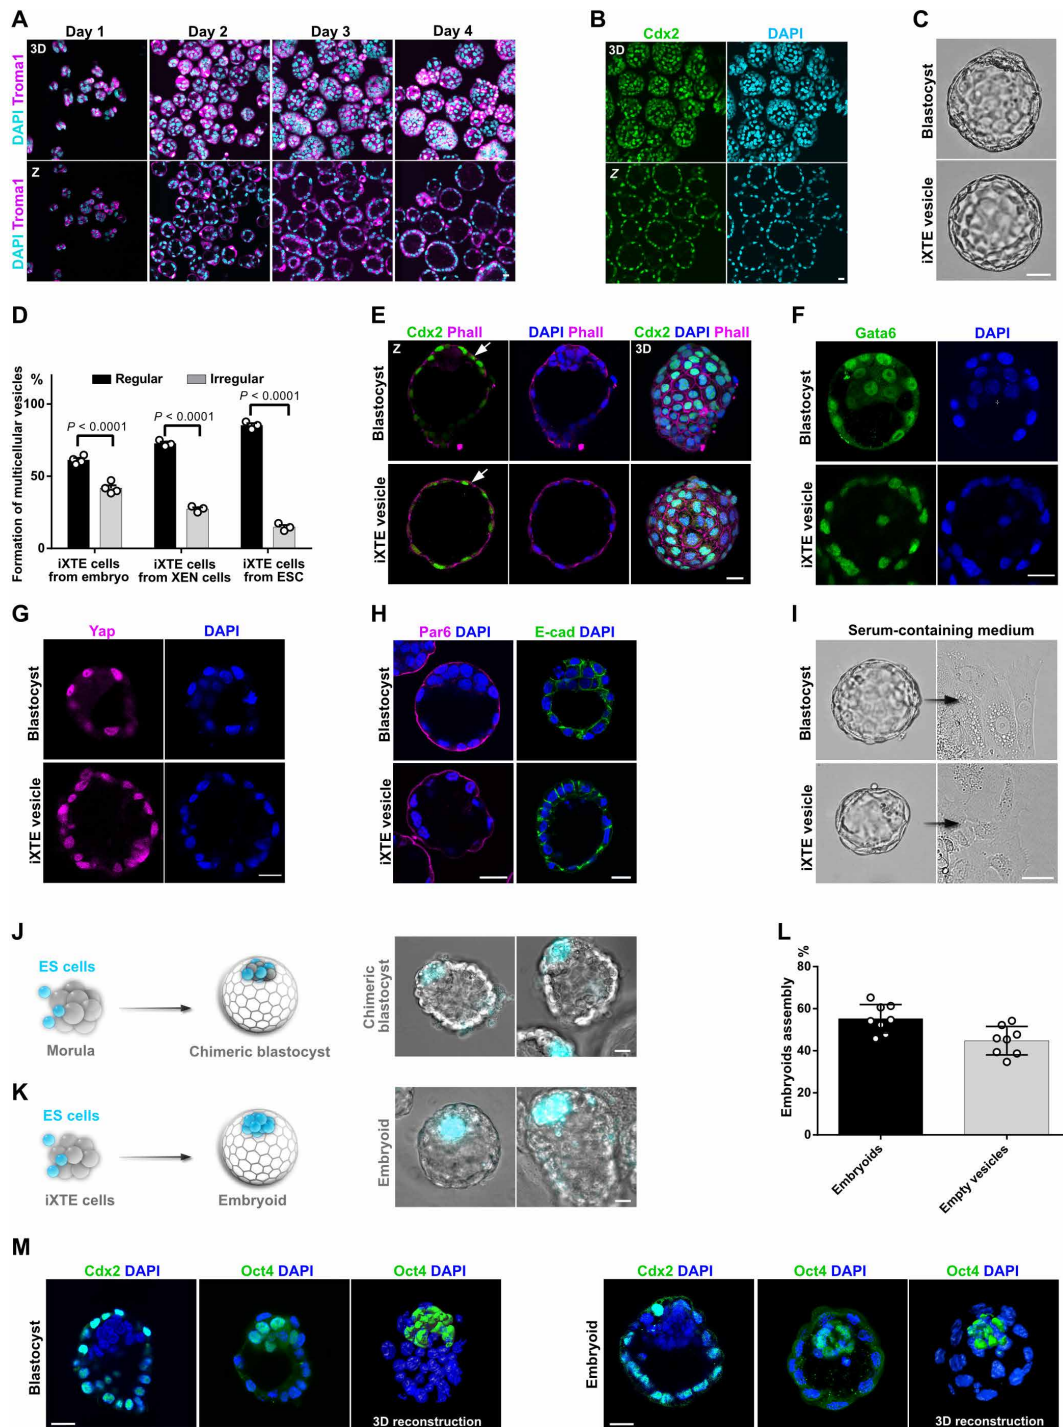 A
Day 1
Day 2
Day 3
Day 4
DAPI Troma1
3D
DAPI Troma1
Z
B
Cdx2
DAPI
3D
Z
C
Blastocyst
iXTE vesicle
D
Formation of multicellular vesicles
%
Regular
Irregular
100
50
0
P < 0.0001
P < 0.0001
P < 0.0001
iXTE cells
from embryo
iXTE cells
from XEN cells
iXTE cells
from ESC
E
Cdx2 Phall
DAPI Phall
Cdx2 DAPI Phall
Z
3D
Blastocyst
iXTE vesicle
F
Gata6
DAPI
Blastocyst
iXTE vesicle
G
Yap
DAPI
Blastocyst
iXTE vesicle
H
Par6 DAPI
E-cad DAPI
Blastocyst
iXTE vesicle
I
Serum-containing medium
Blastocyst
iXTE vesicle
J
ES cells
Morula
Chimeric blastocyst
Chimeric
blastocyst
K
ES cells
iXTE cells
Embryoid
Embryoid
L
%
Embryoids assembly
80
60
40
20
0
Embryoids
Empty vesicles
M
Cdx2 DAPI
Oct4 DAPI
Oct4 DAPI
Blastocyst
3D reconstruction
Cdx2 DAPI
Oct4 DAPI
Oct4 DAPI
Embryoid
3D reconstruction